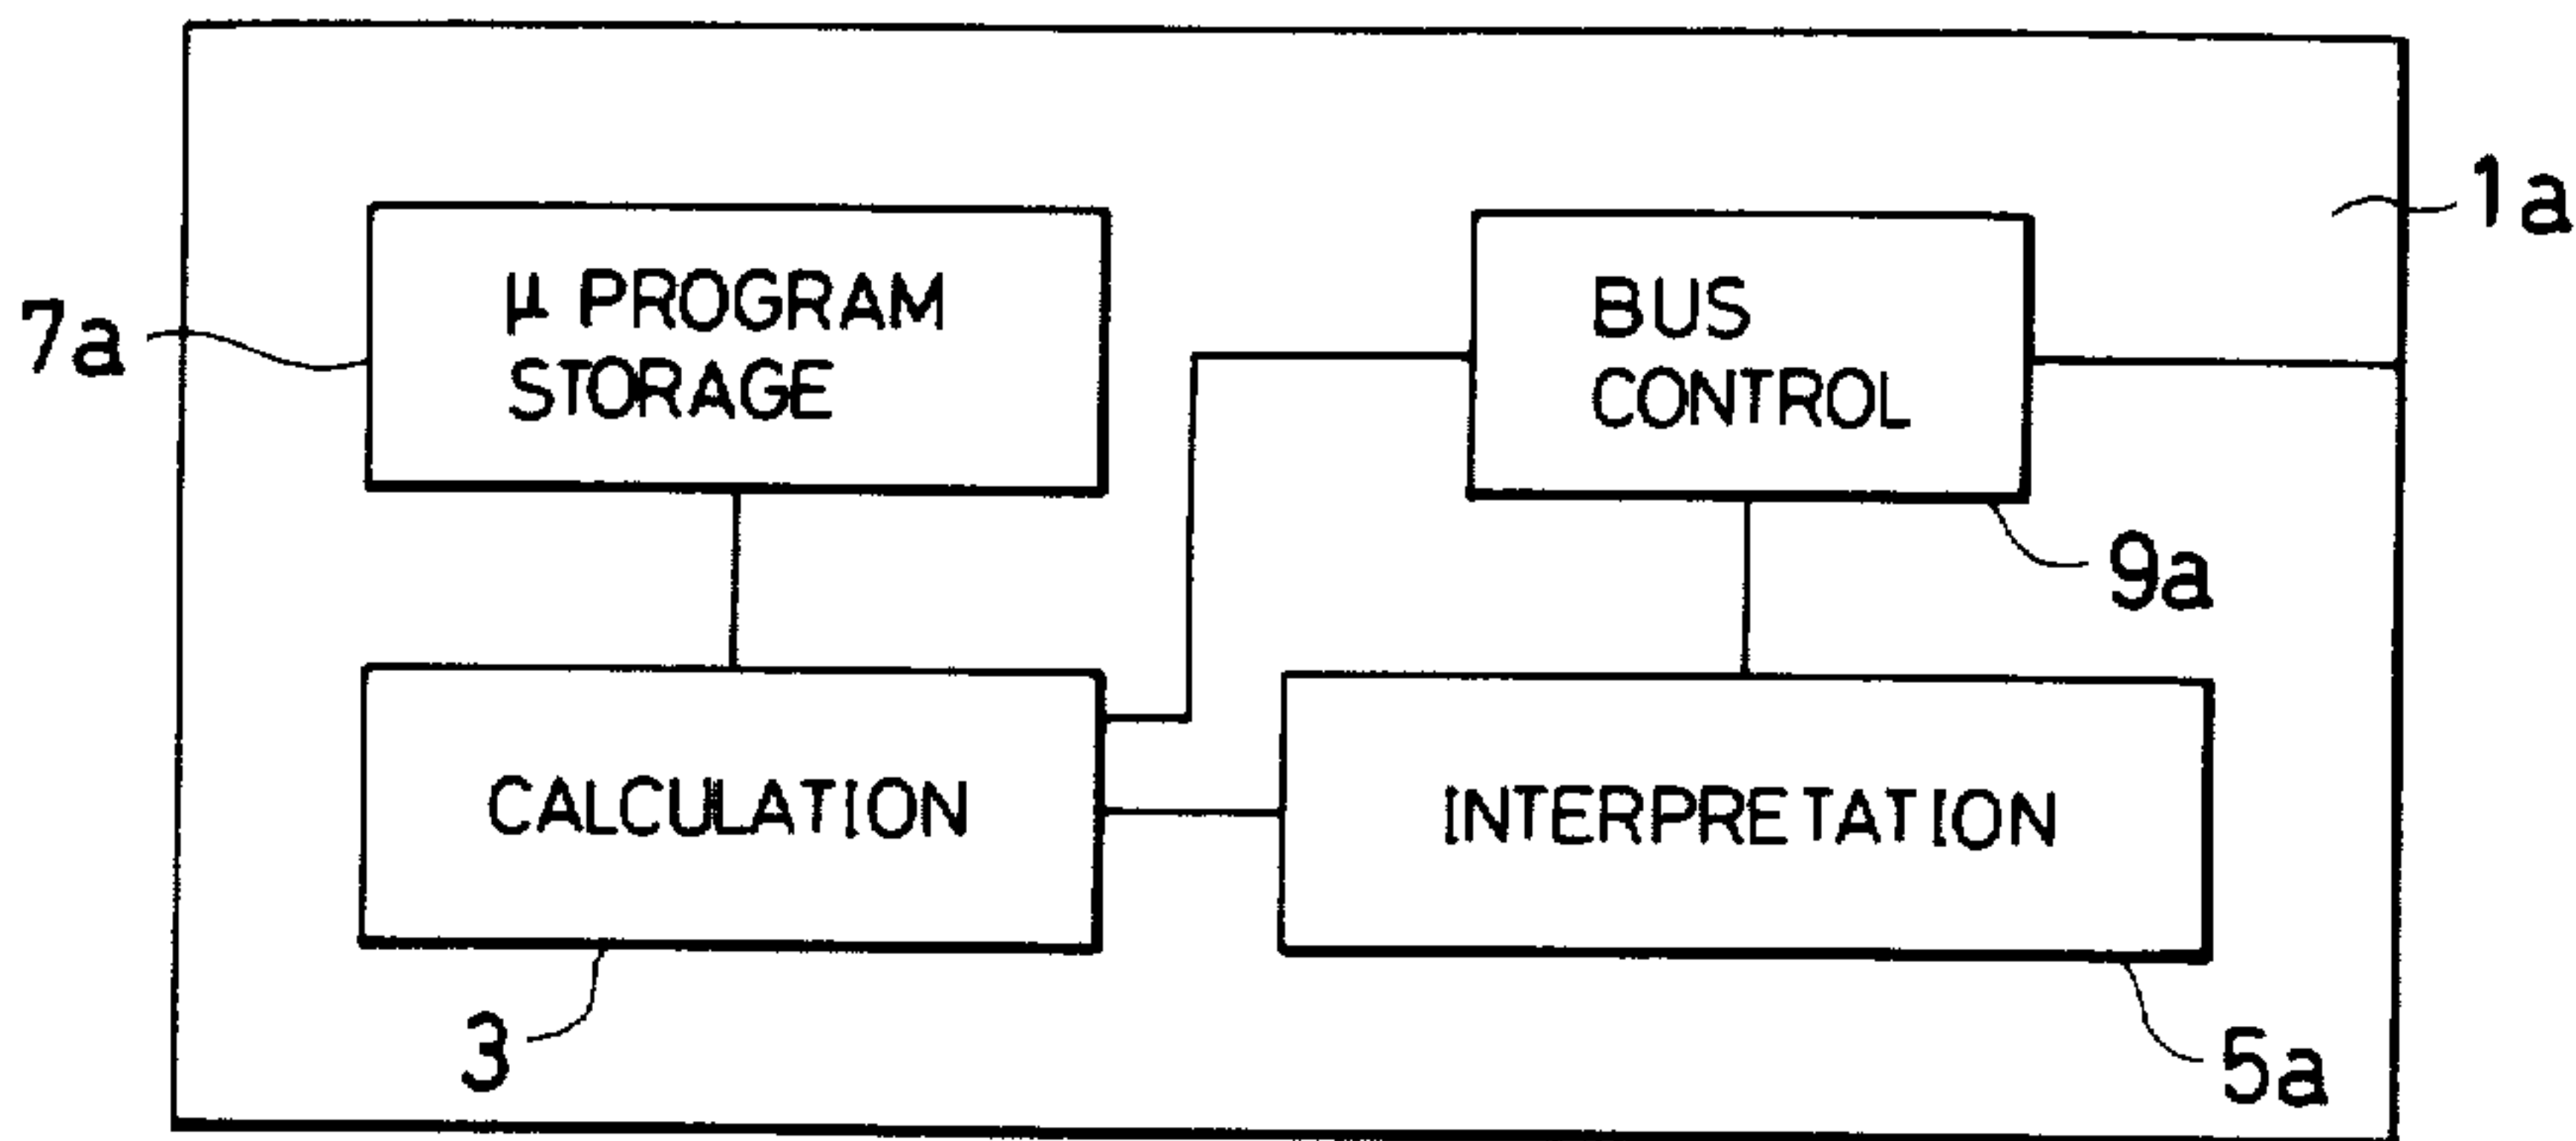 1a
7a
μ PROGRAM
STORAGE
BUS
CONTROL
9a
CALCULATION
INTERPRETATION
3
5a